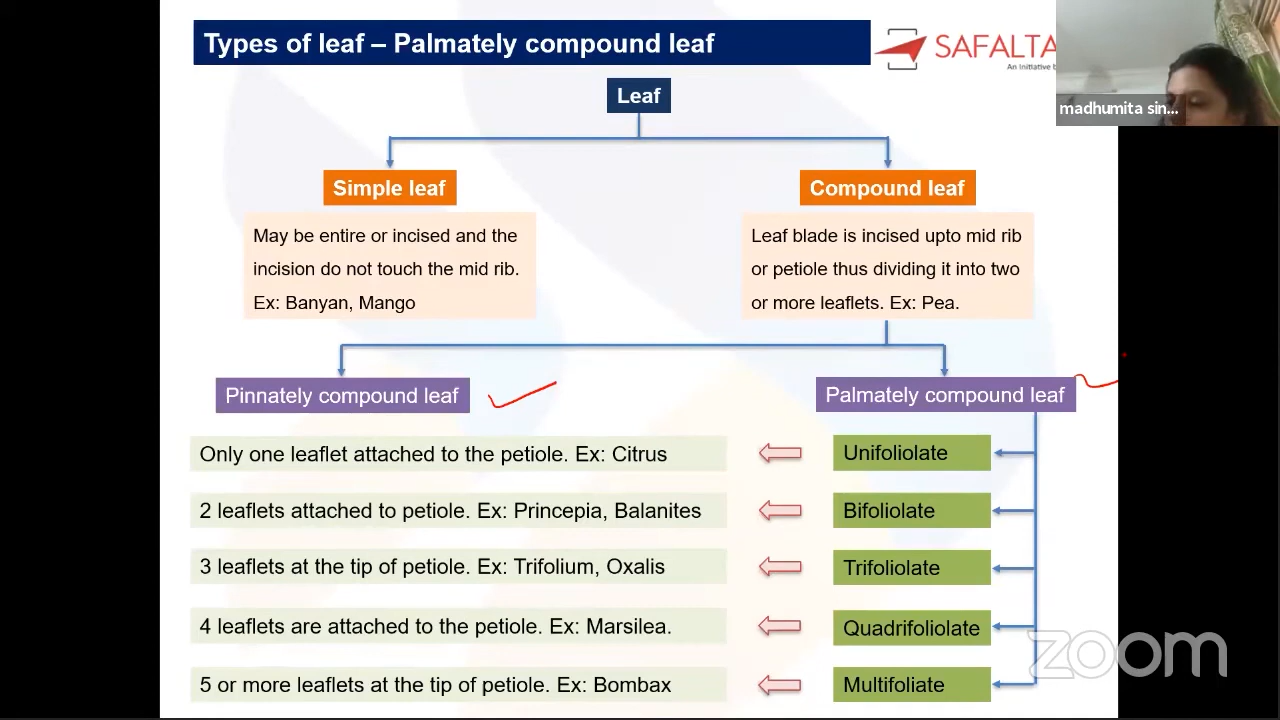 Types of leaf – Palmately compound leaf
SAFALTA
An Initiative b
madhumita sin...
Leaf
Simple leaf
Compound leaf
May be entire or incised and the
incision do not touch the mid rib.
Ex: Banyan, Mango
Leaf blade is incised upto mid rib
or petiole thus dividing it into two
or more leaflets. Ex: Pea.
Pinnately compound leaf
Palmately compound leaf
Only one leaflet attached to the petiole. Ex: Citrus
Unifoliolate
2 leaflets attached to petiole. Ex: Princepia, Balanites
Bifoliolate
3 leaflets at the tip of petiole. Ex: Trifolium, Oxalis
Trifoliolate
4 leaflets are attached to the petiole. Ex: Marsilea.
Quadrifoliolate
5 or more leaflets at the tip of petiole. Ex: Bombax
Multifoliate
zoom